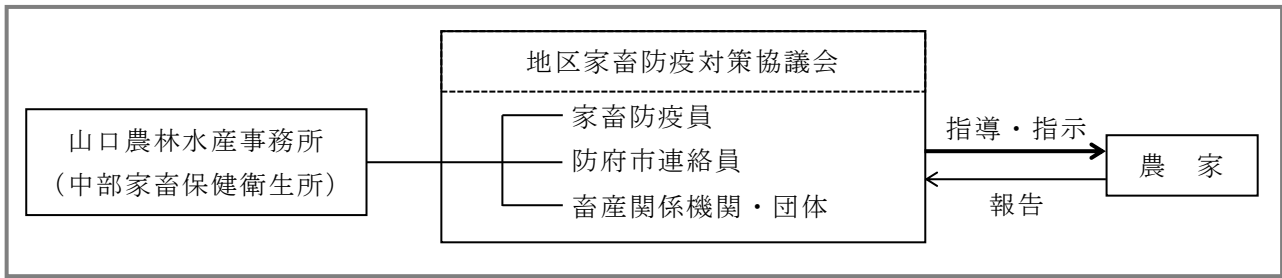 地区家畜防疫対策協議会
山口農林水産事務所
（中部家畜保健衛生所）
家畜防疫員
防府市連絡員
畜産関係機関・団体
指導・指示
報告
農　家